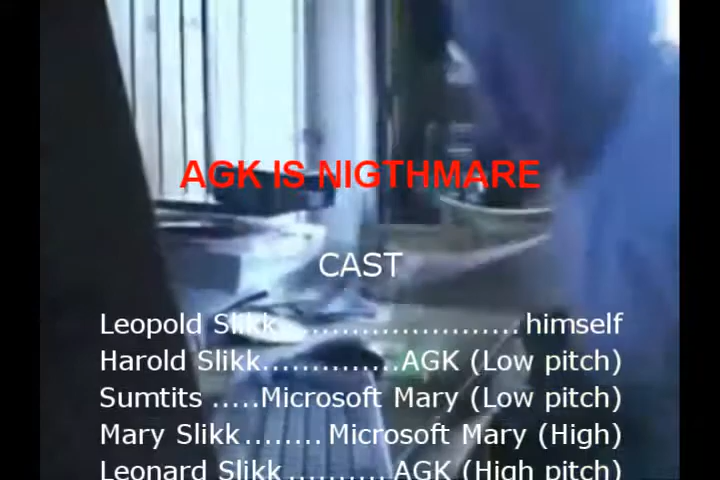 AGK IS NIGTHMARE
CAST
Leopold Slikk.......................himself
Harold Slikk..............AGK (Low pitch)
Sumtits .....Microsoft Mary (Low pitch)
Mary Slikk........Microsoft Mary (High)
Leonard Slikk..........AGK (High pitch)